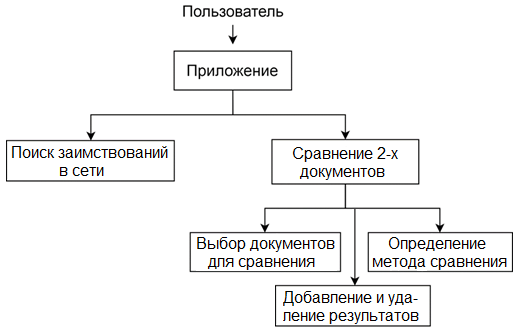 Пользователь
Приложение
Поиск заимствований
в сети
Сравнение 2-х
документов
Выбор документов
для сравнения
Определение
метода сравнения
Добавление и уда-
ление результатов